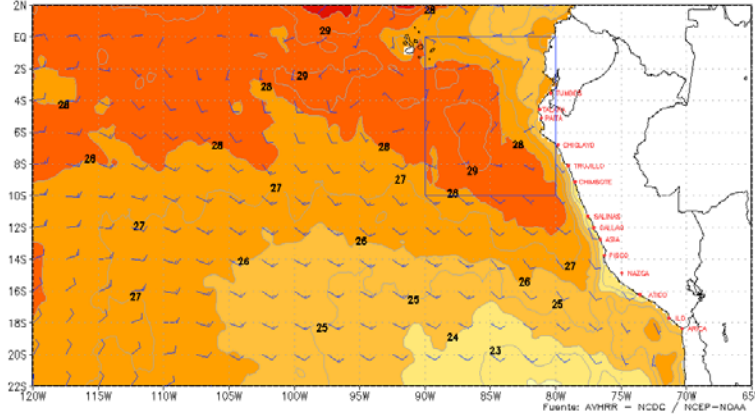 2N
28
EQ
29
2S
29
28
4S
28
TUMBES
TALARA
PAITA
6S
28
28
28
CHICLAYO
8S
28
29
TRUJILLO
27
27
CHIMBOTE
10S
28
12S
27
SALINAS
CALLAO
26
ASIA
14S
26
27
PISCO
NAZCA
16S
27
25
26
25
ATICO
18S
25
24
ILO
ARICA
20S
23
22S
120W 115W 110W 105W 100W 95W 90W 85W 80W 75W 70W
Fuente: AVHRR – NCDC / NCEP–NOAA